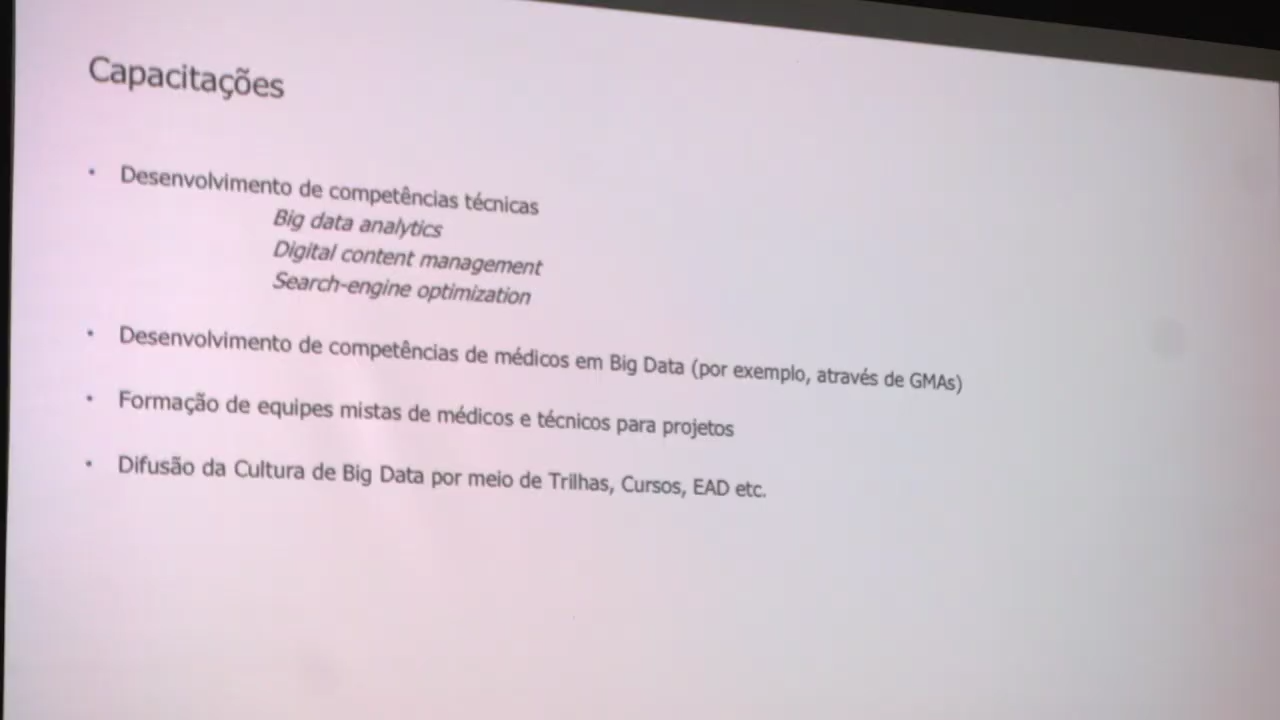 Capacitações
• Desenvolvimento de competências técnicas
Big data analytics
Digital content management
Search-engine optimization
• Desenvolvimento de competências de médicos em Big Data (por exemplo, através de GMAs)
• Formação de equipes mistas de médicos e técnicos para projetos
• Difusão da Cultura de Big Data por meio de Trilhas, Cursos, EAD etc.